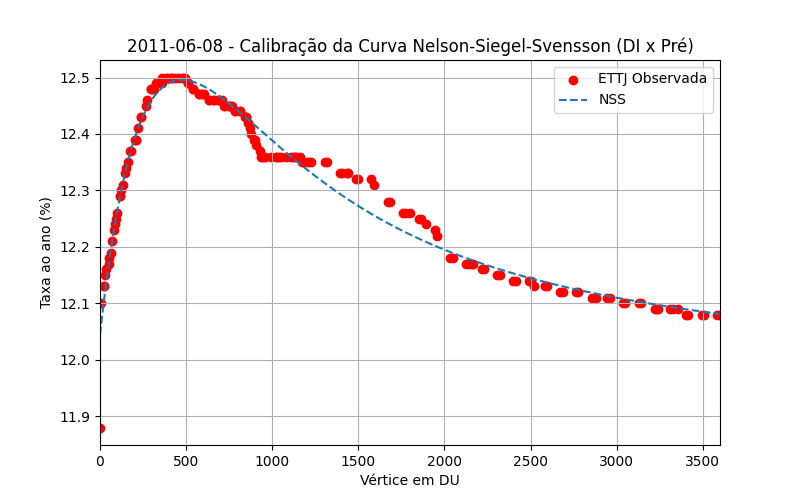 2011-06-08 - Calibração da Curva Nelson-Siegel-Svensson (DI x Pré)
ETTJ Observada
NSS
Taxa ao ano (%)
12.5
12.4
12.3
12.2
12.1
12.0
11.9
0 500 1000 1500 2000 2500 3000 3500
Vértice em DU